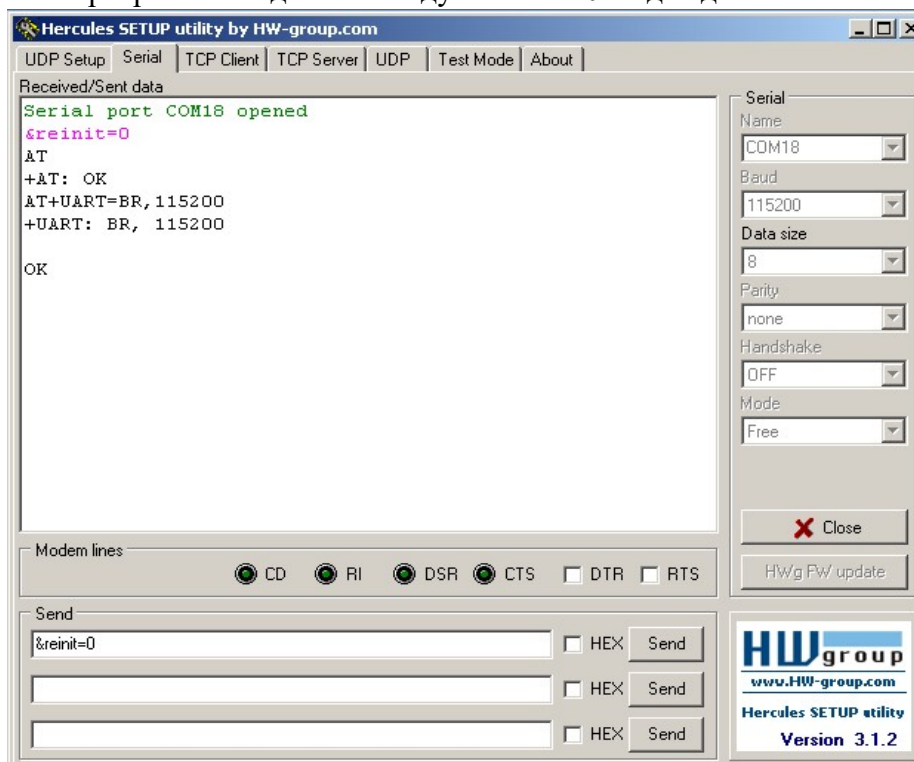 Hercules SETUP utility by HW-group.com
UDP Setup Serial TCP Client TCP Server UDP Test Mode About
Received/Sent data
Serial port COM18 opened
&reinit=0
AT
+AT: OK
AT+UART=BR,115200
+UART: BR, 115200
OK
Serial
Name
COM18
Baud
115200
Data size
8
Parity
none
Handshake
OFF
Mode
Free
Close
HWg FW update
Modem lines
CD RI DSR CTS DTR RTS
Send
&reinit=0 HEX Send
HEX Send
HEX Send
HW group
www.HW-group.com
Hercules SETUP utility
Version 3.1.2